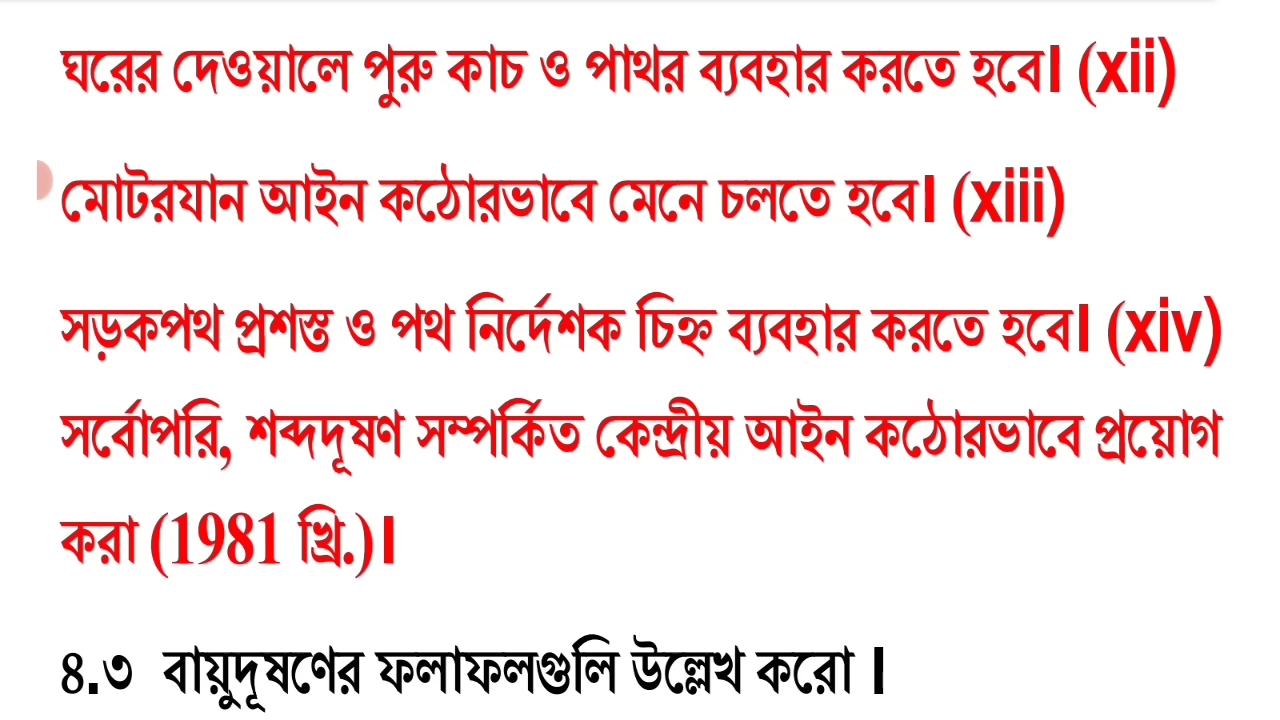 ঘরের দেওয়ালে পুরু কাচ ও পাথর ব্যবহার করতে হবে। (xii)
মোটরযান আইন কঠোরভাবে মেনে চলতে হবে। (xiii)
সড়কপথ প্রশস্ত ও পথ নির্দেশক চিহ্ন ব্যবহার করতে হবে। (xiv)
সর্বোপরি, শব্দদূষণ সম্পর্কিত কেন্দ্রীয় আইন কঠোরভাবে প্রয়োগ
করা (1981 খ্রি.)।
৪.৩ বায়ুদূষণের ফলাফলগুলি উল্লেখ করো ।